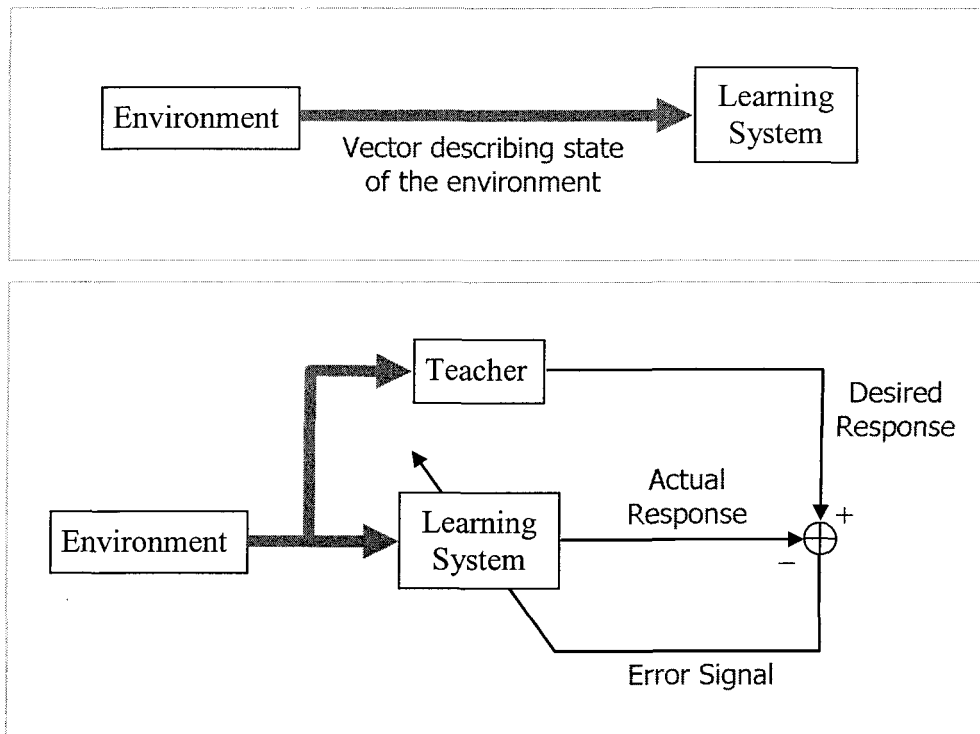 Environment
Learning
System
Vector describing state
of the environment
Teacher
Desired
Response
Actual
Response
+
Learning
System
Environment
−
Error Signal